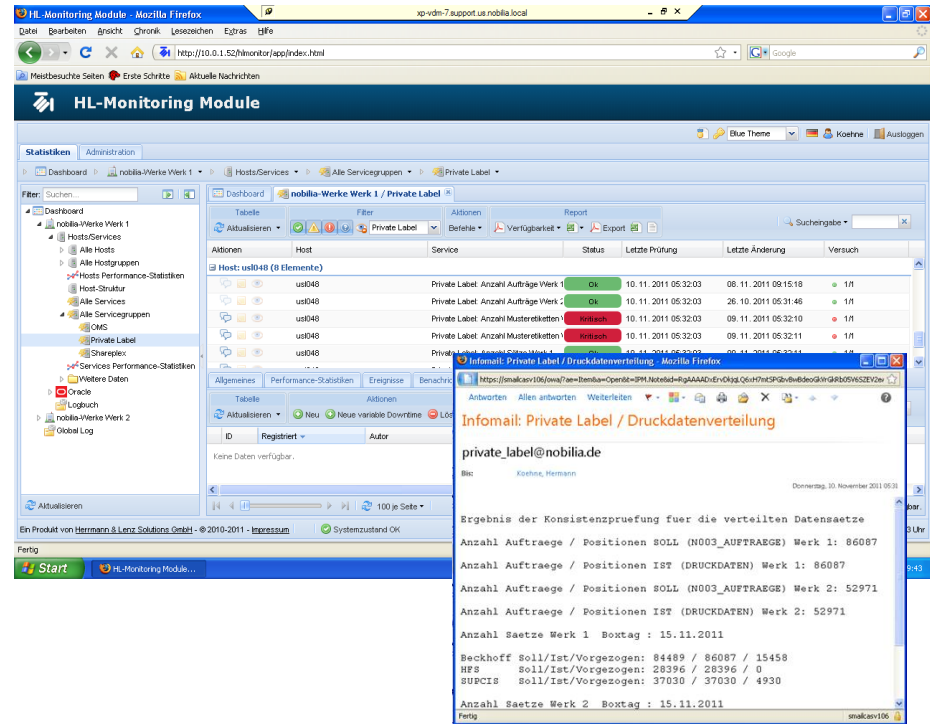 HL-Monitoring Module - Mozilla Firefox
xp-vdm-7.support.us.nobilia.local
Datei Bearbeiten Ansicht Chronik Lesezeichen Extras Hilfe
http://10.0.1.52/hlmonitor/app/index.html
Google
Meistbesuchte Seiten Erste Schritte Aktuelle Nachrichten
HL-Monitoring Module
Blue Theme Koehne Ausloggen
Statistiken Administration
Dashboard nobilia-Werke Werk 1 Hosts/Services Alle Servicegruppen Private Label
Filter: Suchen...
Dashboard nobilia-Werke Werk 1 / Private Label
Dashboard
nobilia-Werke Werk 1
Hosts/Services
Alle Hosts
Alle Hostgruppen
Hosts Performance-Statistiken
Host-Struktur
Alle Services
Alle Servicegruppen
OMS
Private Label
Shareplex
Services Performance-Statistiken
Weitere Daten
Oracle
Logbuch
nobilia-Werke Werk 2
Global Log
Aktualisieren
Tabelle Filter Aktionen Report
Aktualisieren Private Label Befehle Verfügbarkeit Export Sucheingabe
Aktionen Host Service Status Letzte Prüfung Letzte Änderung Versuch
Host: usl048 (8 Elemente)
usl048 Private Label: Anzahl Aufträge Werk 1 Ok 10. 11. 2011 05:32:03 08. 11. 2011 09:15:18 1/1
usl048 Private Label: Anzahl Aufträge Werk 2 Ok 10. 11. 2011 05:32:03 26. 10. 2011 05:31:46 1/1
usl048 Private Label: Anzahl Musteretiketten Kritisch 10. 11. 2011 05:32:03 09. 11. 2011 05:32:10 1/1
usl048 Private Label: Anzahl Musteretiketten Kritisch 10. 11. 2011 05:32:03 09. 11. 2011 05:32:11 1/1
usl048
Allgemeines Performance-Statistiken Ereignisse
Tabelle Aktionen
Aktualisieren Neu Neue variable Downtime
ID Registriert Autor
Keine Daten verfügbar.
100 je Seite
Ein Produkt von Herrmann & Lenz Solutions GmbH - © 2010-2011 - Impressum Systemzustand OK
3 Uhr
Fertig
Start HL-Monitoring Module...
9:43
Infomail: Private Label / Druckdatenverteilung - Mozilla Firefox
Antworten Allen antworten Weiterleiten
Infomail: Private Label / Druckdatenverteilung
private_label@nobilia.de
Bis: Koehne, Hermann
Donnerstag, 10. November 2011 05:31
Ergebnis der Konsistenzpruefung fuer die verteilten Datensaetze
Anzahl Auftraege / Positionen SOLL (N003_AUFTRAEGE) Werk 1: 86087
Anzahl Auftraege / Positionen IST (DRUCKDATEN) Werk 1: 86087
Anzahl Auftraege / Positionen SOLL (N003_AUFTRAEGE) Werk 2: 52971
Anzahl Auftraege / Positionen IST (DRUCKDATEN) Werk 2: 52971
Anzahl Saetze Werk 1 Boxtag : 15.11.2011
Beckhoff Soll/Ist/Vorgezogen: 84489 / 86087 / 15458
HFS Soll/Ist/Vorgezogen: 28396 / 28396 / 0
SUPCIS Soll/Ist/Vorgezogen: 37030 / 37030 / 4930
Anzahl Saetze Werk 2 Boxtag : 15.11.2011
Fertig
smailcasv106